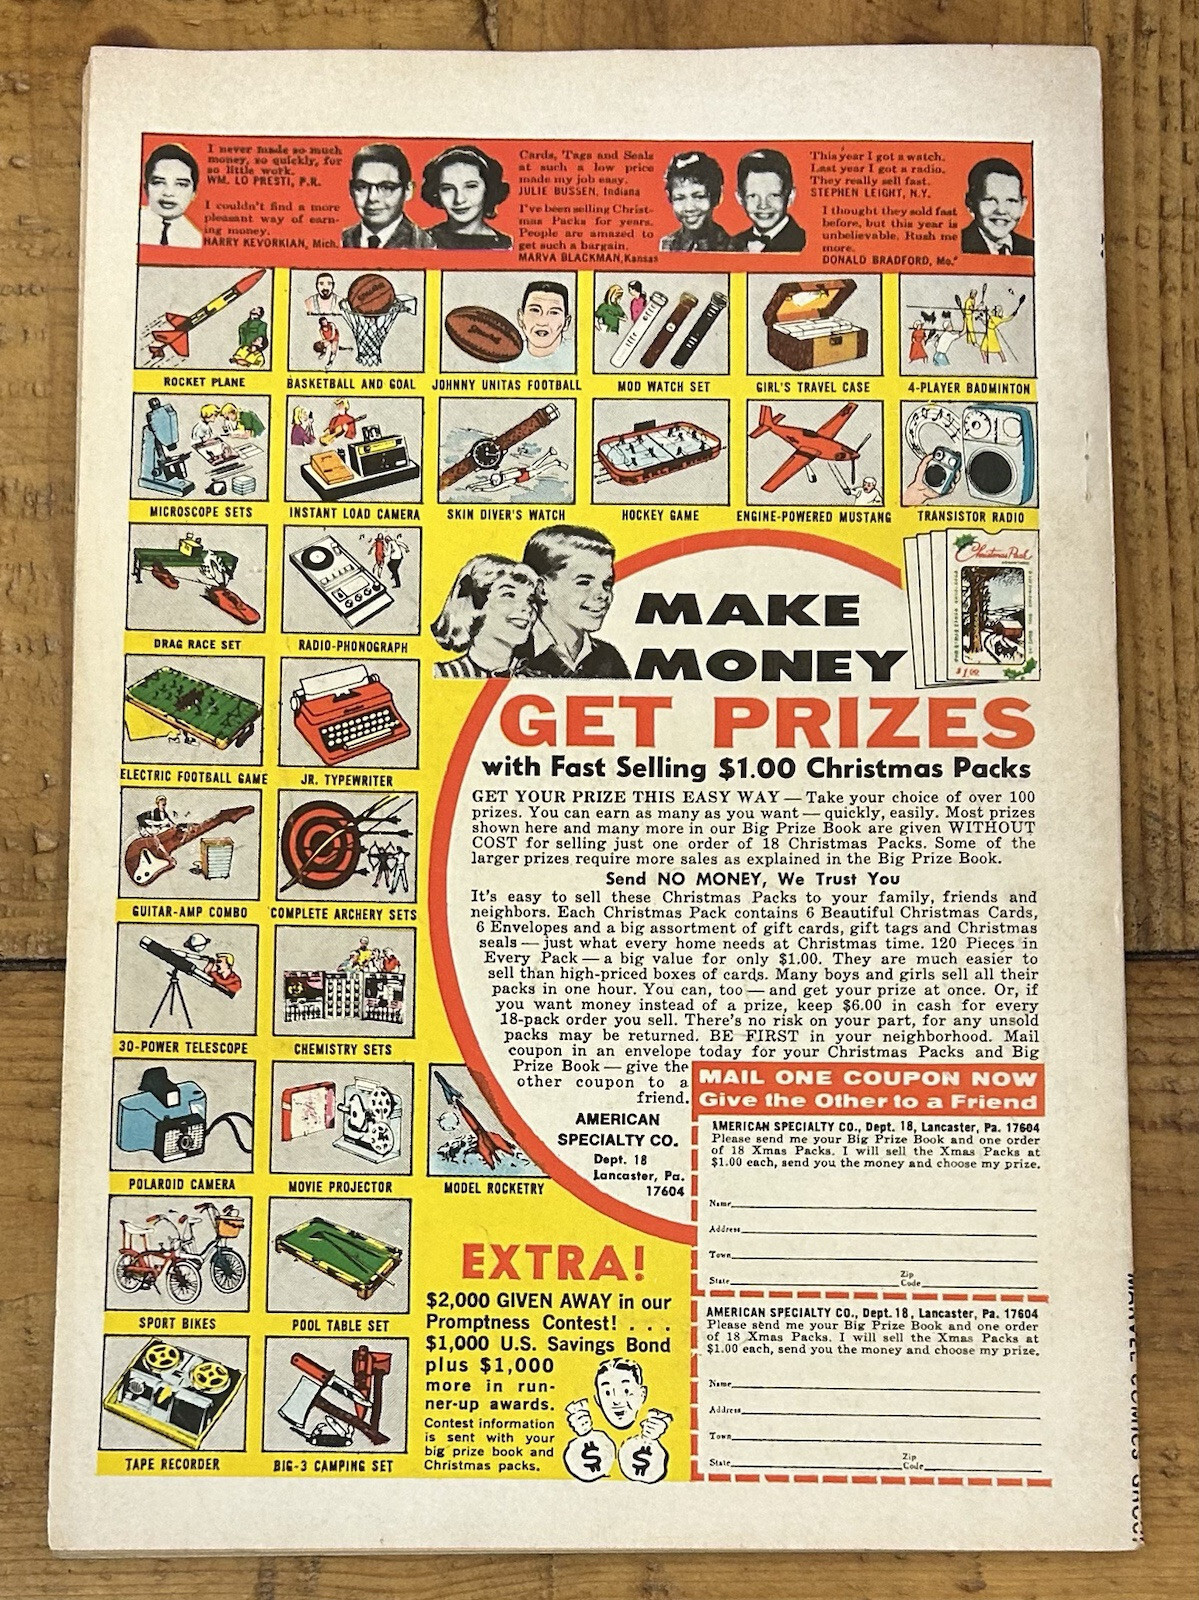 I never made so much
money, so quickly, for
so little work.
WM. LO PRESTI, P.R.
I couldn't find a more
pleasant way of earn-
ing money.
HARRY KEVORKIAN, Mich.
Cards, Tags and Seals
at such a low price
made my job easy.
JULIE BUSSEN, Indiana
I've been selling Christ-
mas Packs for years.
People are amazed to
get such a bargain.
MARVA BLACKMAN, Kansas
This year I got a watch.
Last year I got a radio.
They really sell fast.
STEPHEN LEIGHT, N.Y.
I thought they sold fast
before, but this year is
unbelievable. Rush me
more.
DONALD BRADFORD, Mo."
ROCKET PLANE
BASKETBALL AND GOAL
JOHNNY UNITAS FOOTBALL
MOD WATCH SET
GIRL'S TRAVEL CASE
4-PLAYER BADMINTON
MICROSCOPE SETS
INSTANT LOAD CAMERA
SKIN DIVER'S WATCH
HOCKEY GAME
ENGINE-POWERED MUSTANG
TRANSISTOR RADIO
DRAG RACE SET
RADIO-PHONOGRAPH
ELECTRIC FOOTBALL GAME
JR. TYPEWRITER
GUITAR-AMP COMBO
COMPLETE ARCHERY SETS
30-POWER TELESCOPE
CHEMISTRY SETS
POLAROID CAMERA
MOVIE PROJECTOR
MODEL ROCKETRY
SPORT BIKES
POOL TABLE SET
TAPE RECORDER
BIG-3 CAMPING SET
Christmas Pack
$1.00
MAKE
MONEY
GET PRIZES
with Fast Selling $1.00 Christmas Packs
GET YOUR PRIZE THIS EASY WAY — Take your choice of over 100
prizes. You can earn as many as you want — quickly, easily. Most prizes
shown here and many more in our Big Prize Book are given WITHOUT
COST for selling just one order of 18 Christmas Packs. Some of the
larger prizes require more sales as explained in the Big Prize Book.
Send NO MONEY, We Trust You
It's easy to sell these Christmas Packs to your family, friends and
neighbors. Each Christmas Pack contains 6 Beautiful Christmas Cards,
6 Envelopes and a big assortment of gift cards, gift tags and Christmas
seals — just what every home needs at Christmas time. 120 Pieces in
Every Pack — a big value for only $1.00. They are much easier to
sell than high-priced boxes of cards. Many boys and girls sell all their
packs in one hour. You can, too — and get your prize at once. Or, if
you want money instead of a prize, keep $6.00 in cash for every
18-pack order you sell. There's no risk on your part, for any unsold
packs may be returned. BE FIRST in your neighborhood. Mail
coupon in an envelope today for your Christmas Packs and Big
Prize Book — give the
other coupon to a
friend.
AMERICAN
SPECIALTY CO.
Dept. 18
Lancaster, Pa.
17604
EXTRA!
$2,000 GIVEN AWAY in our
Promptness Contest! . . .
$1,000 U.S. Savings Bond
plus $1,000
more in run-
ner-up awards.
Contest information
is sent with your
big prize book and
Christmas packs.
$ $
MAIL ONE COUPON NOW
Give the Other to a Friend
AMERICAN SPECIALTY CO., Dept. 18, Lancaster, Pa. 17604
Please send me your Big Prize Book and one order
of 18 Xmas Packs. I will sell the Xmas Packs at
$1.00 each, send you the money and choose my prize.
Name
Address
Town
State Zip Code
AMERICAN SPECIALTY CO., Dept. 18, Lancaster, Pa. 17604
Please send me your Big Prize Book and one order
of 18 Xmas Packs. I will sell the Xmas Packs at
$1.00 each, send you the money and choose my prize.
Name
Address
Town
State Zip Code